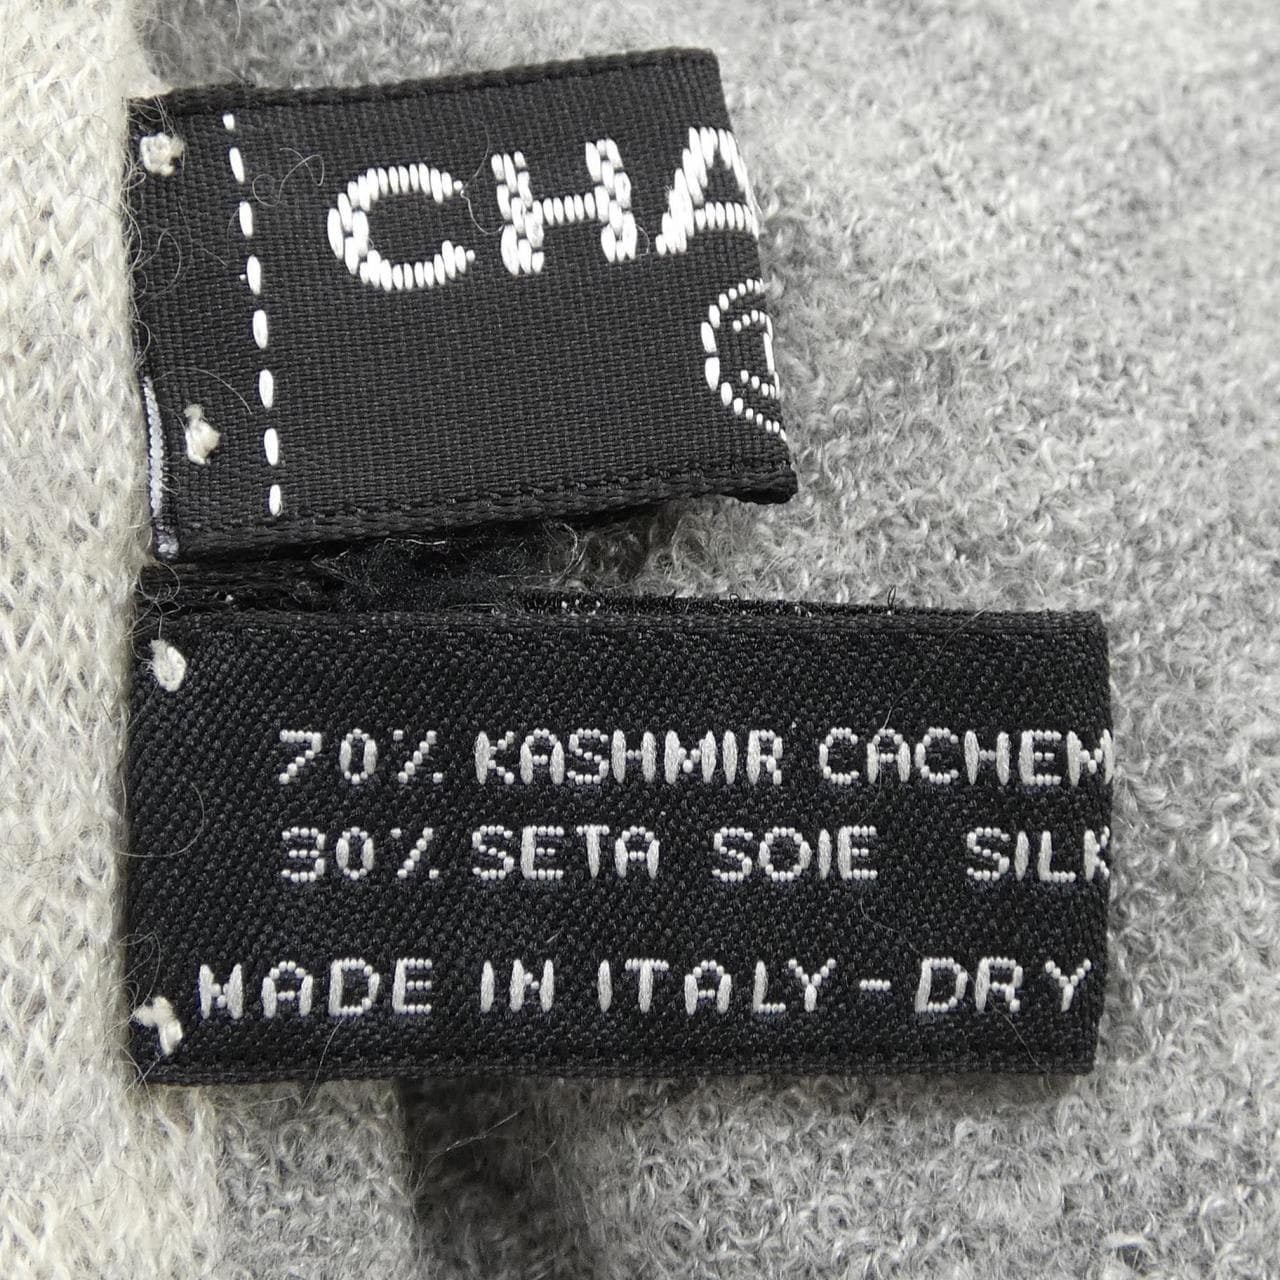 CHA
70% KASHMIR CACHEM
30% SETA SOIE SILK
MADE IN ITALY - DRY